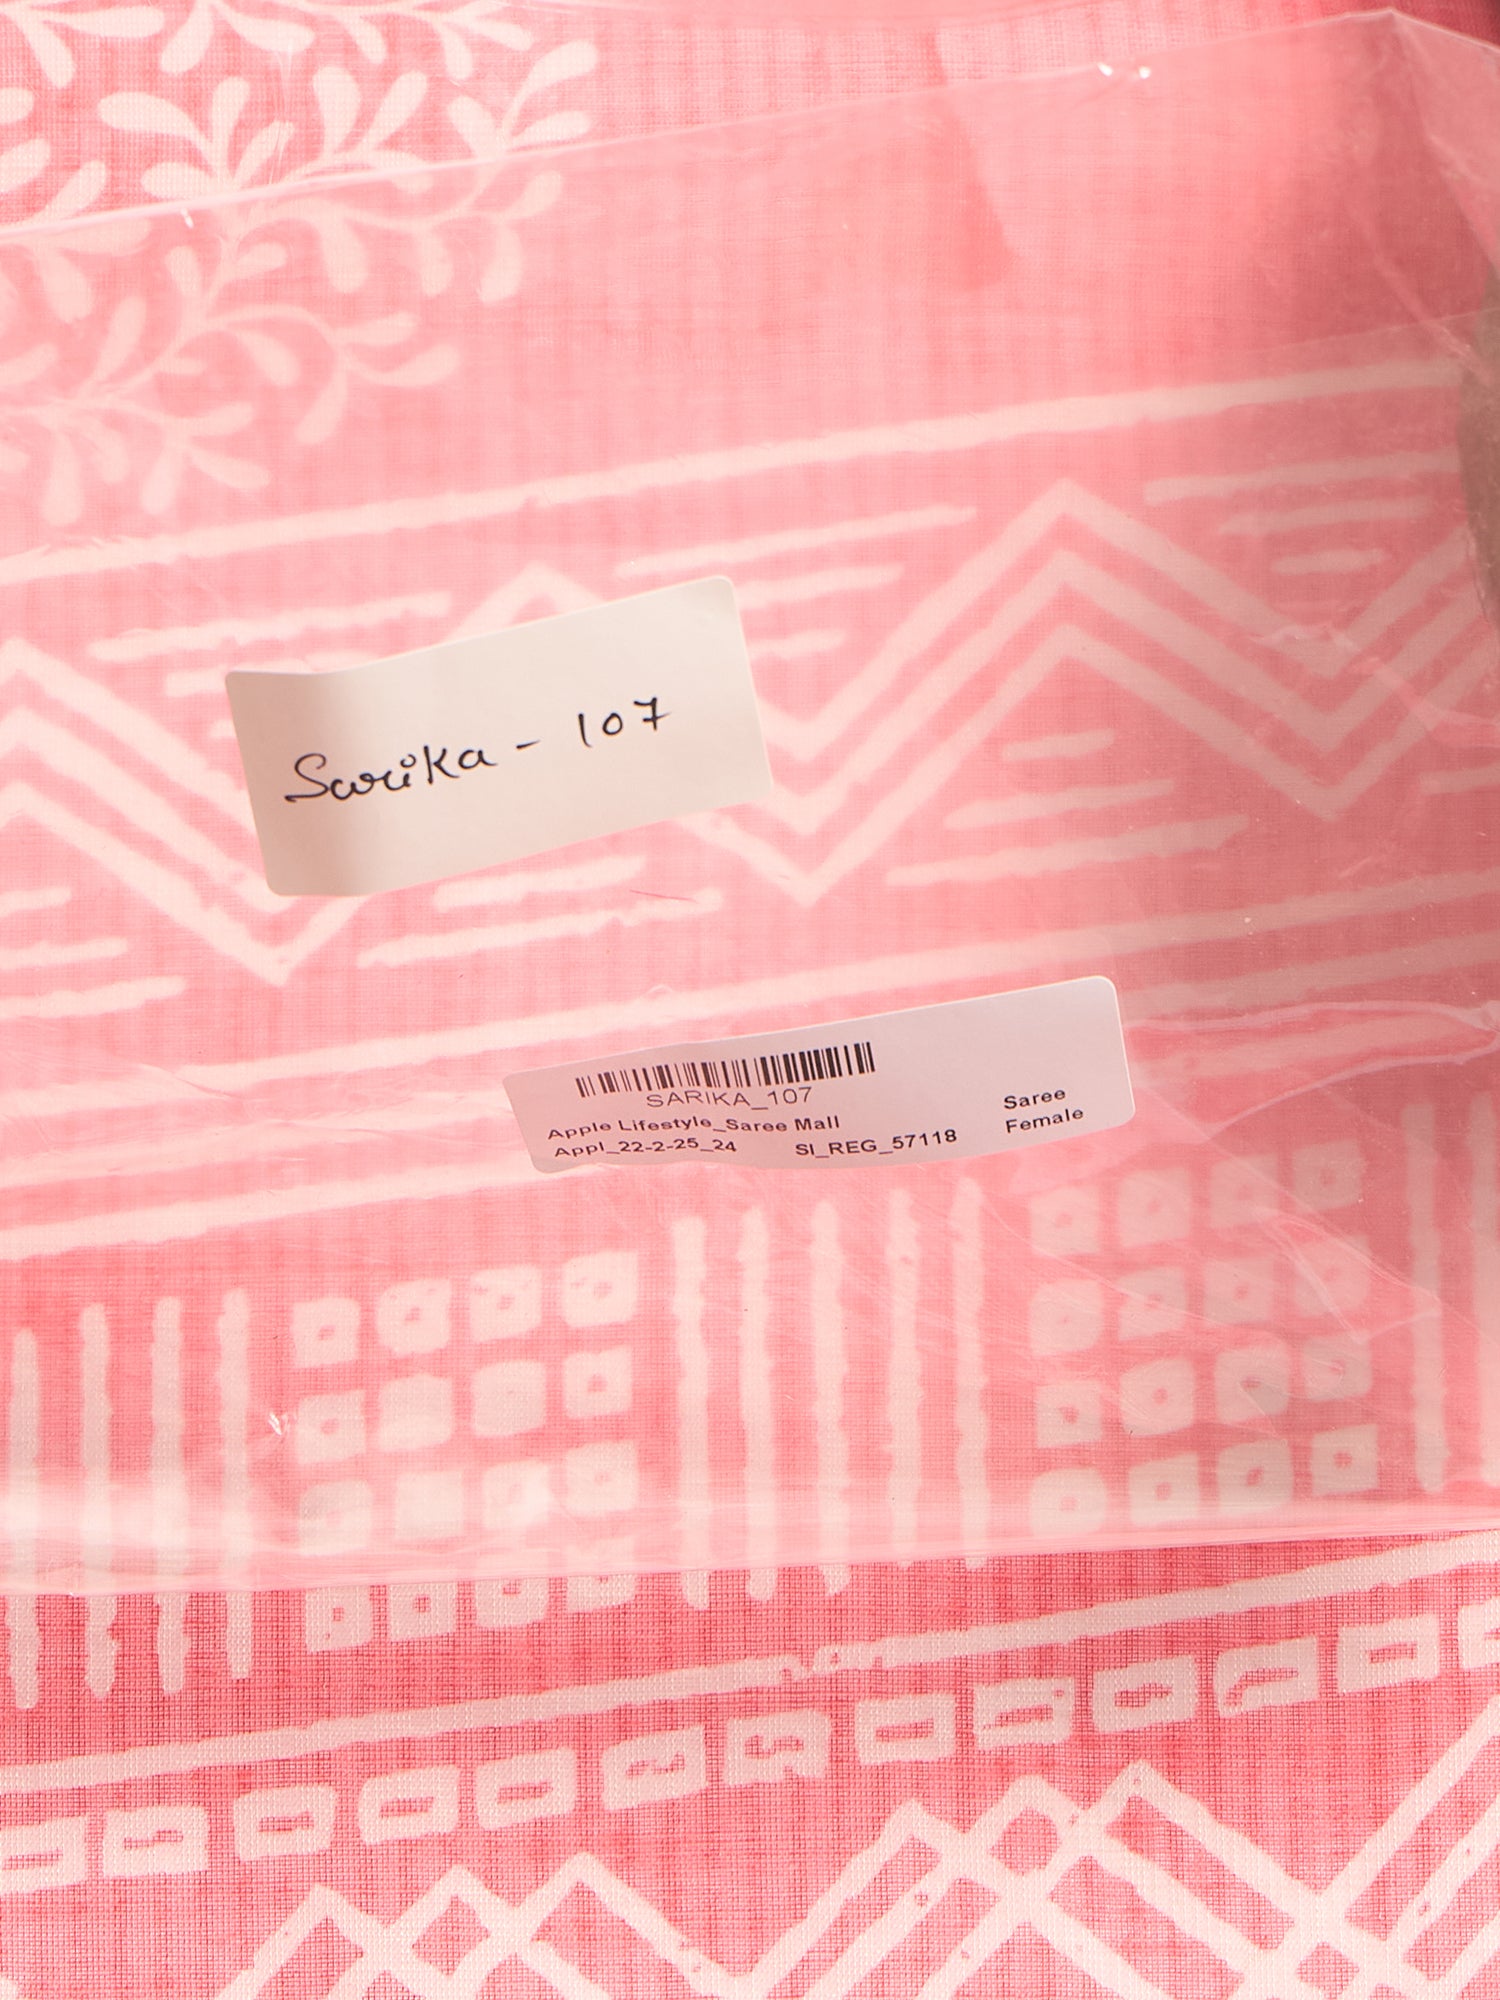 Sarika - 107
SARIKA_107
Apple Lifestyle_Saree Mall
Appl_22-2-25_24 SI_REG_57118
Saree
Female